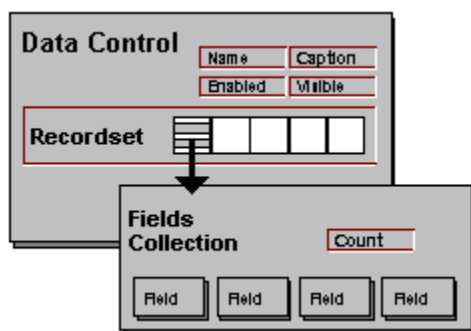 Data Control
Name Caption
Enabled Visible
Recordset
Fields
Collection
Count
Field Field Field Field